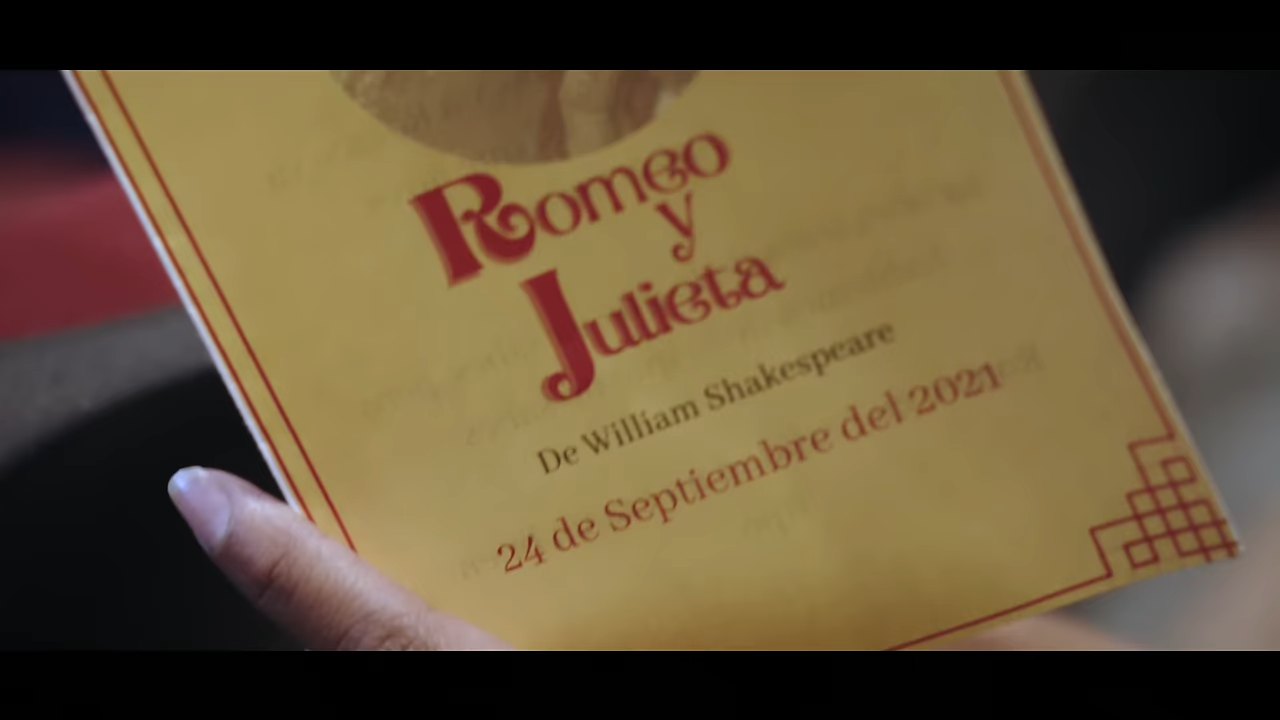 Romeo
y
Julieta
De William Shakespeare
24 de Septiembre del 2021